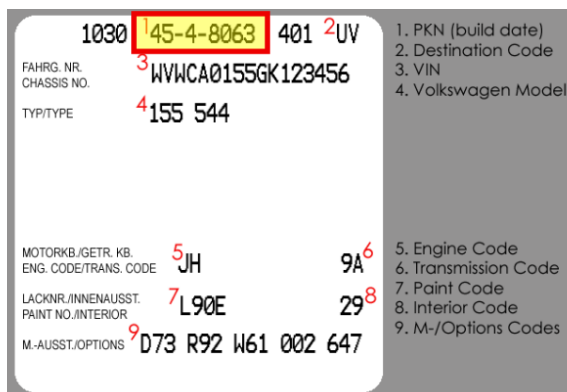 1030 1 45-4-8063 401 2 UV
FAHRG. NR.
CHASSIS NO.
3 WVWCA0155GK123456
TYP/TYPE 4 155 544
MOTORKB./GETR. KB.
ENG. CODE/TRANS. CODE
5 JH 9A 6
LACKNR./INNENAUSST.
PAINT NO./INTERIOR
7 L90E 29 8
M.-AUSST./OPTIONS 9 D73 R92 W61 002 647
1. PKN (build date)
2. Destination Code
3. VIN
4. Volkswagen Model
5. Engine Code
6. Transmission Code
7. Paint Code
8. Interior Code
9. M-/Options Codes